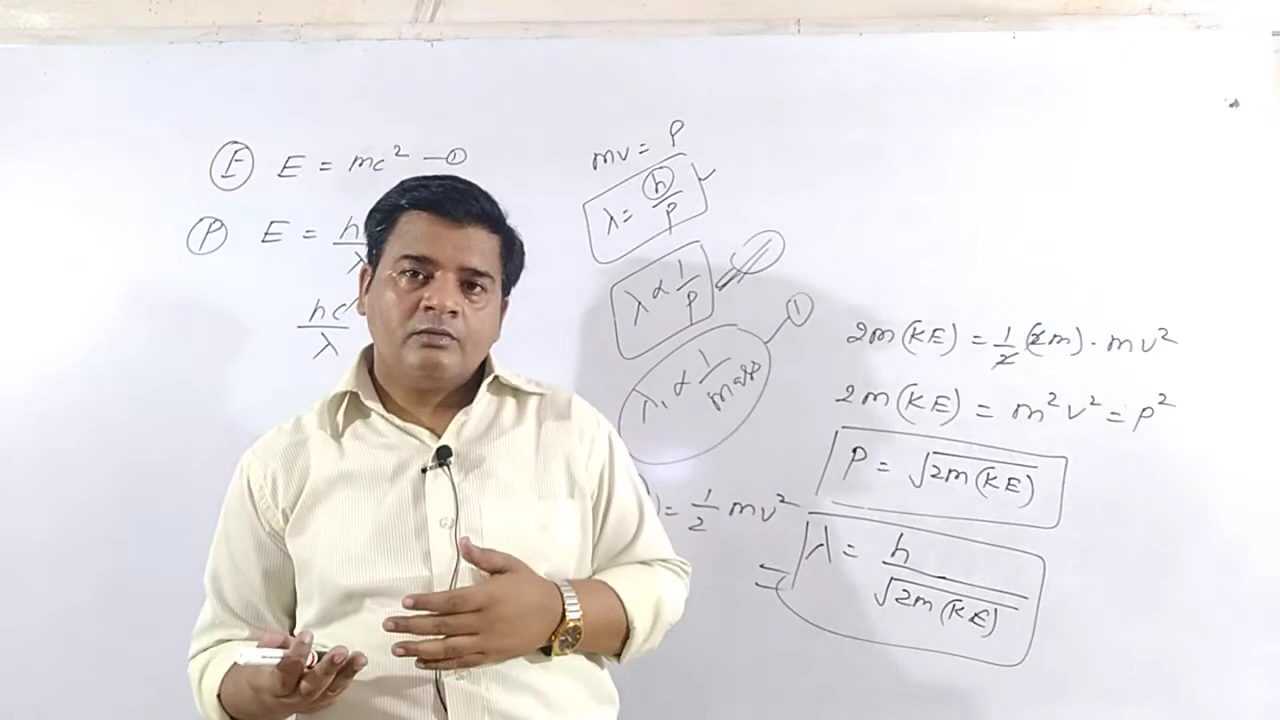 E E = mc² —①
P E = hc/λ
hc/λ
mv = P
λ = h/P
λ ∝ 1/P
λ, ∝ 1/mass ①
= 1/2 mv²
2m(KE) = 1/2 (2m) · mv²
2m(KE) = m²v² = p²
P = √2m(KE)
= λ = h/√2m(KE)